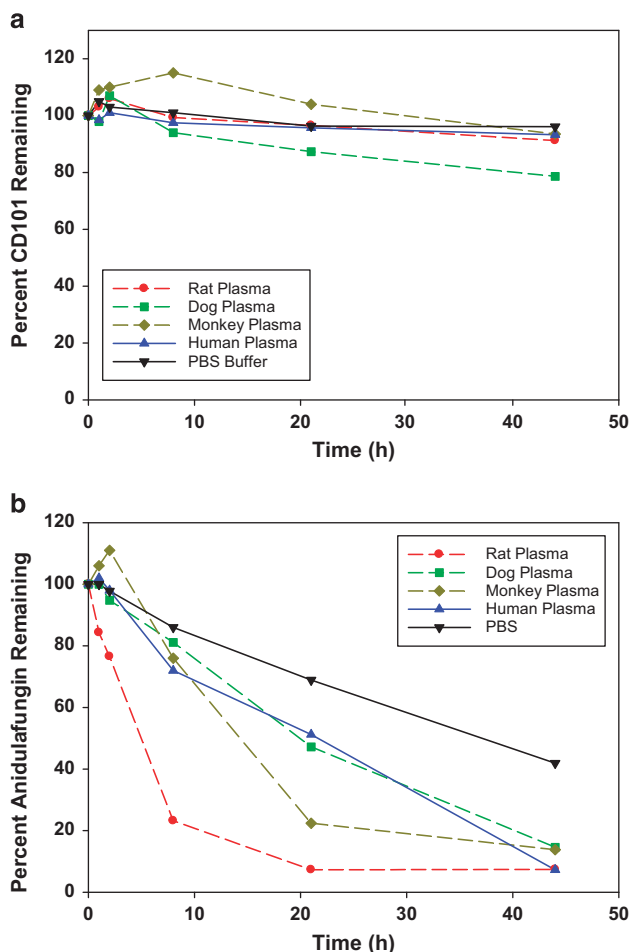 a
Percent CD101 Remaining
120
100
80
60
40
20
0
Rat Plasma
Dog Plasma
Monkey Plasma
Human Plasma
PBS Buffer
0 10 20 30 40 50
Time (h)
b
Percent Anidulafungin Remaining
120
100
80
60
40
20
0
Rat Plasma
Dog Plasma
Monkey Plasma
Human Plasma
PBS
0 10 20 30 40 50
Time (h)